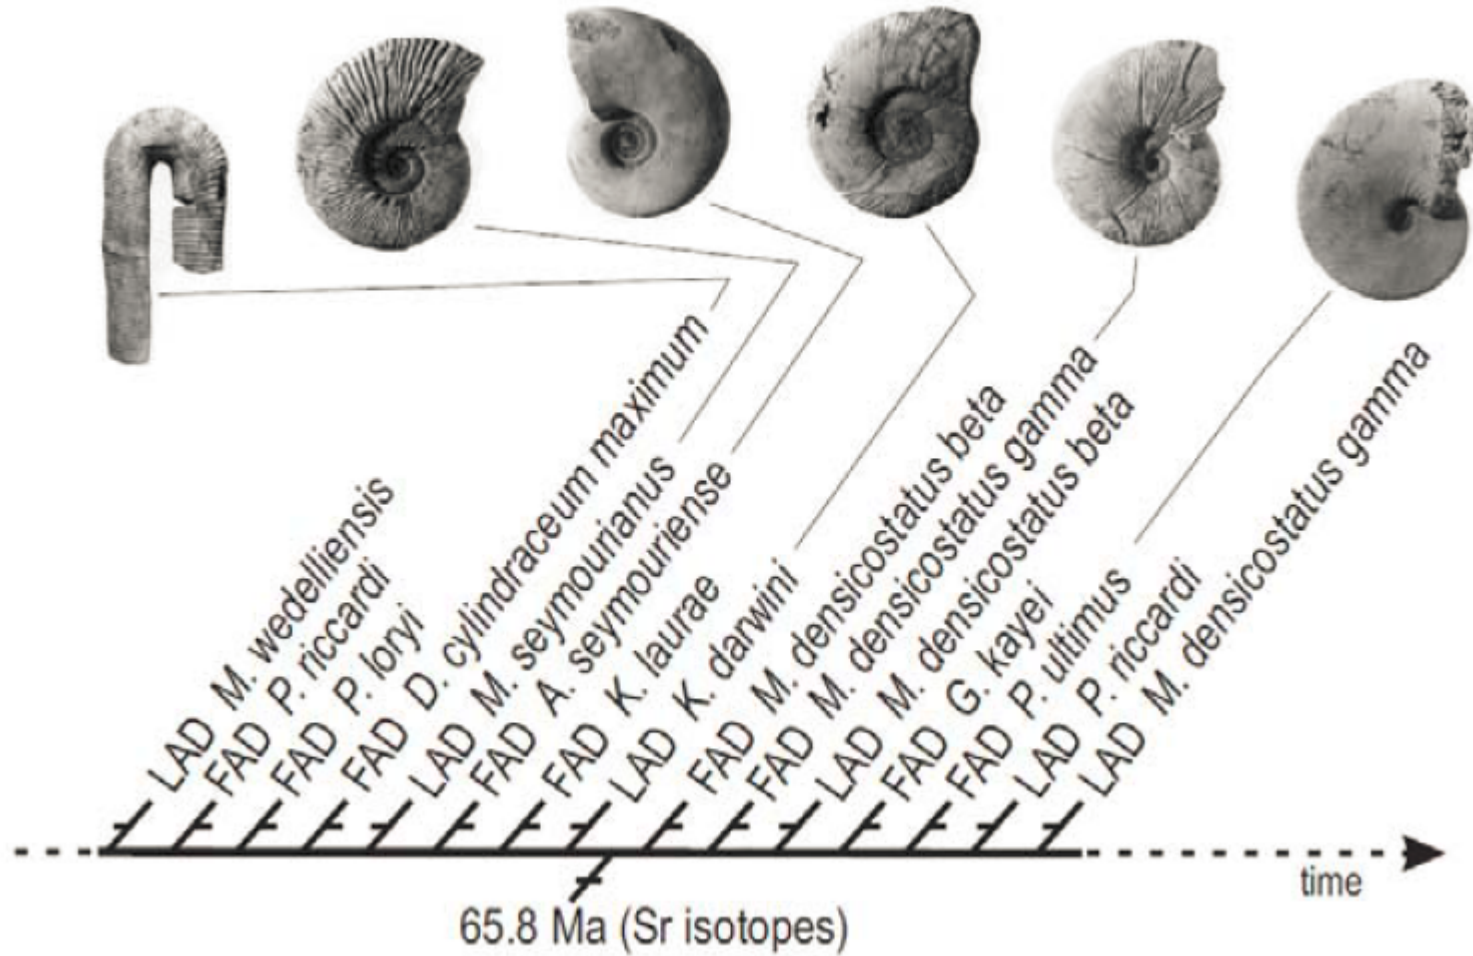 LAD M. wedelliensis
FAD P. riccardi
FAD P. loryi
FAD D. cylindraceum maximum
LAD M. seymourianus
FAD A. seymouriense
FAD K. laurae
LAD K. darwini
FAD M. densicostatus beta
FAD M. densicostatus gamma
LAD M. densicostatus beta
FAD G. kayei
FAD P. ultimus
LAD P. riccardi
LAD M. densicostatus gamma
time
65.8 Ma (Sr isotopes)